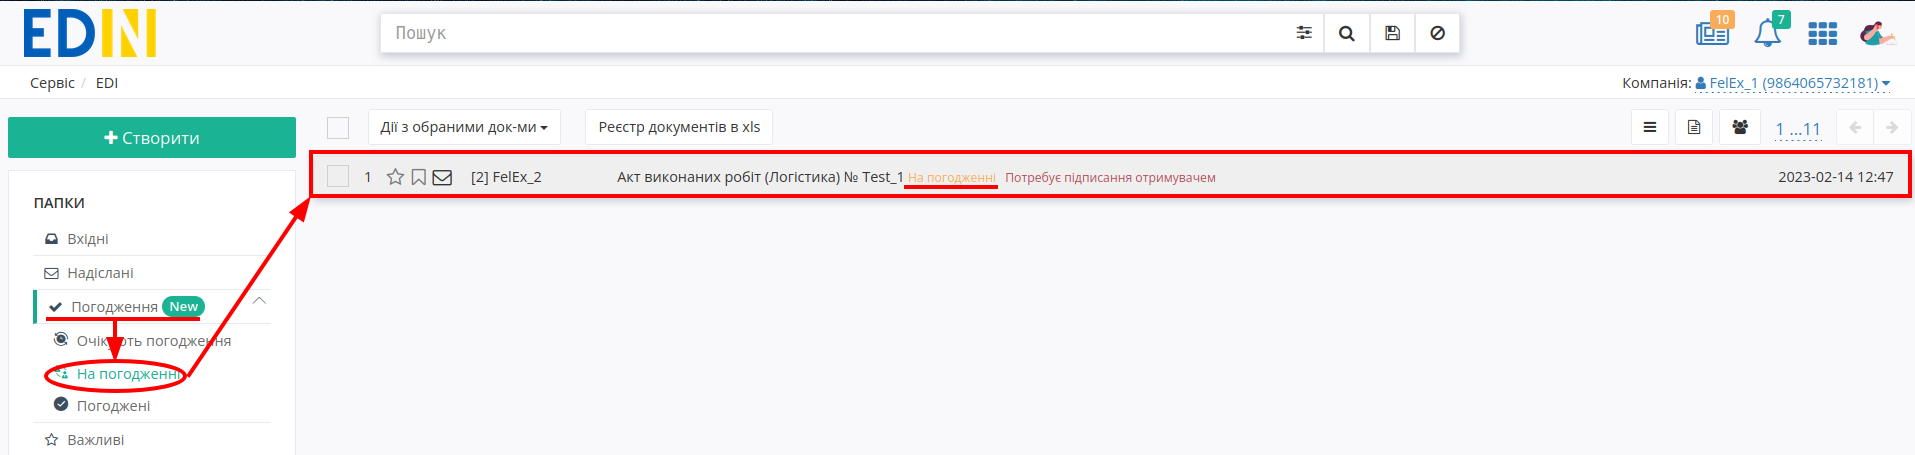 EDIN
Пошук
10
7
Сервіс / EDI
Компанія: FelEx_1 (9864065732181)
Створити
Дії з обраними док-ми
Реєстр документів в xls
1 ...11
1 [2] FelEx_2 Акт виконаних робіт (Логістика) № Test_1 На погодженні Потребує підписання отримувачем 2023-02-14 12:47
ПАПКИ
Вхідні
Надіслані
Погодження New
Очікують погодження
На погодженні
Погоджені
Важливі